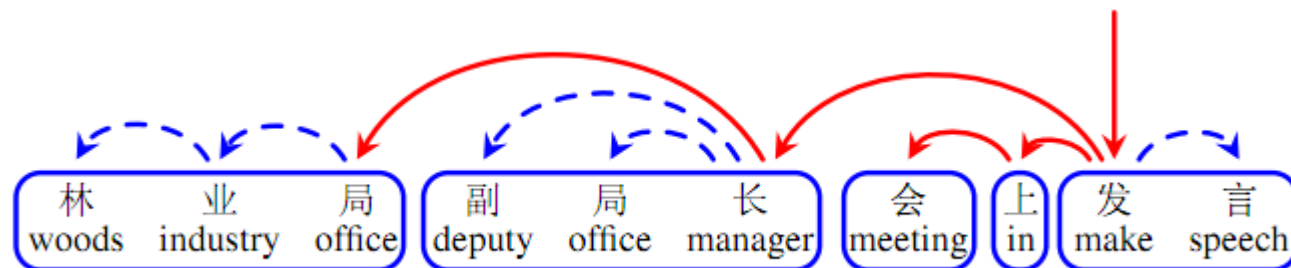 林 业 局 副 局 长 会 上 发 言
woods industry office deputy office manager meeting in make speech